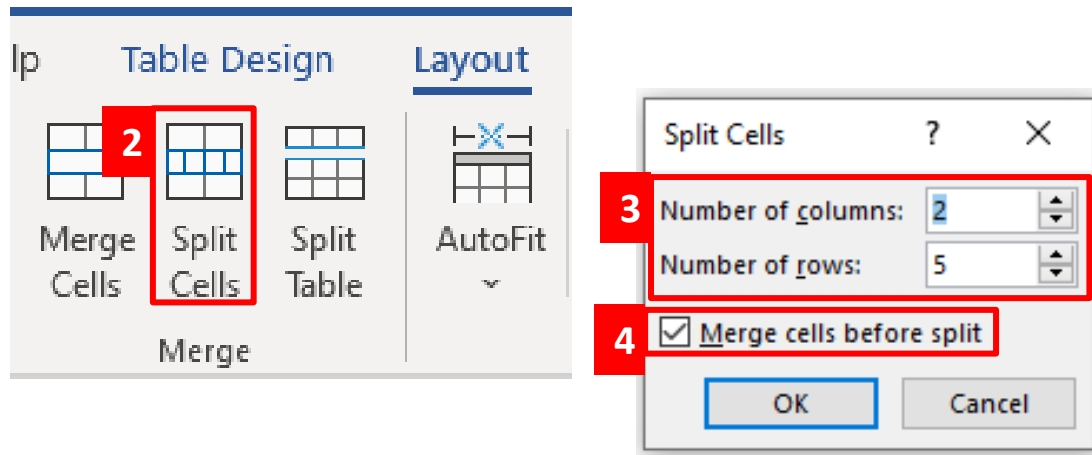 lp Table Design Layout
2
Merge Cells
Split Cells
Split Table
AutoFit
Merge
Split Cells ? ×
3
Number of columns: 2
Number of rows: 5
4
Merge cells before split
OK Cancel